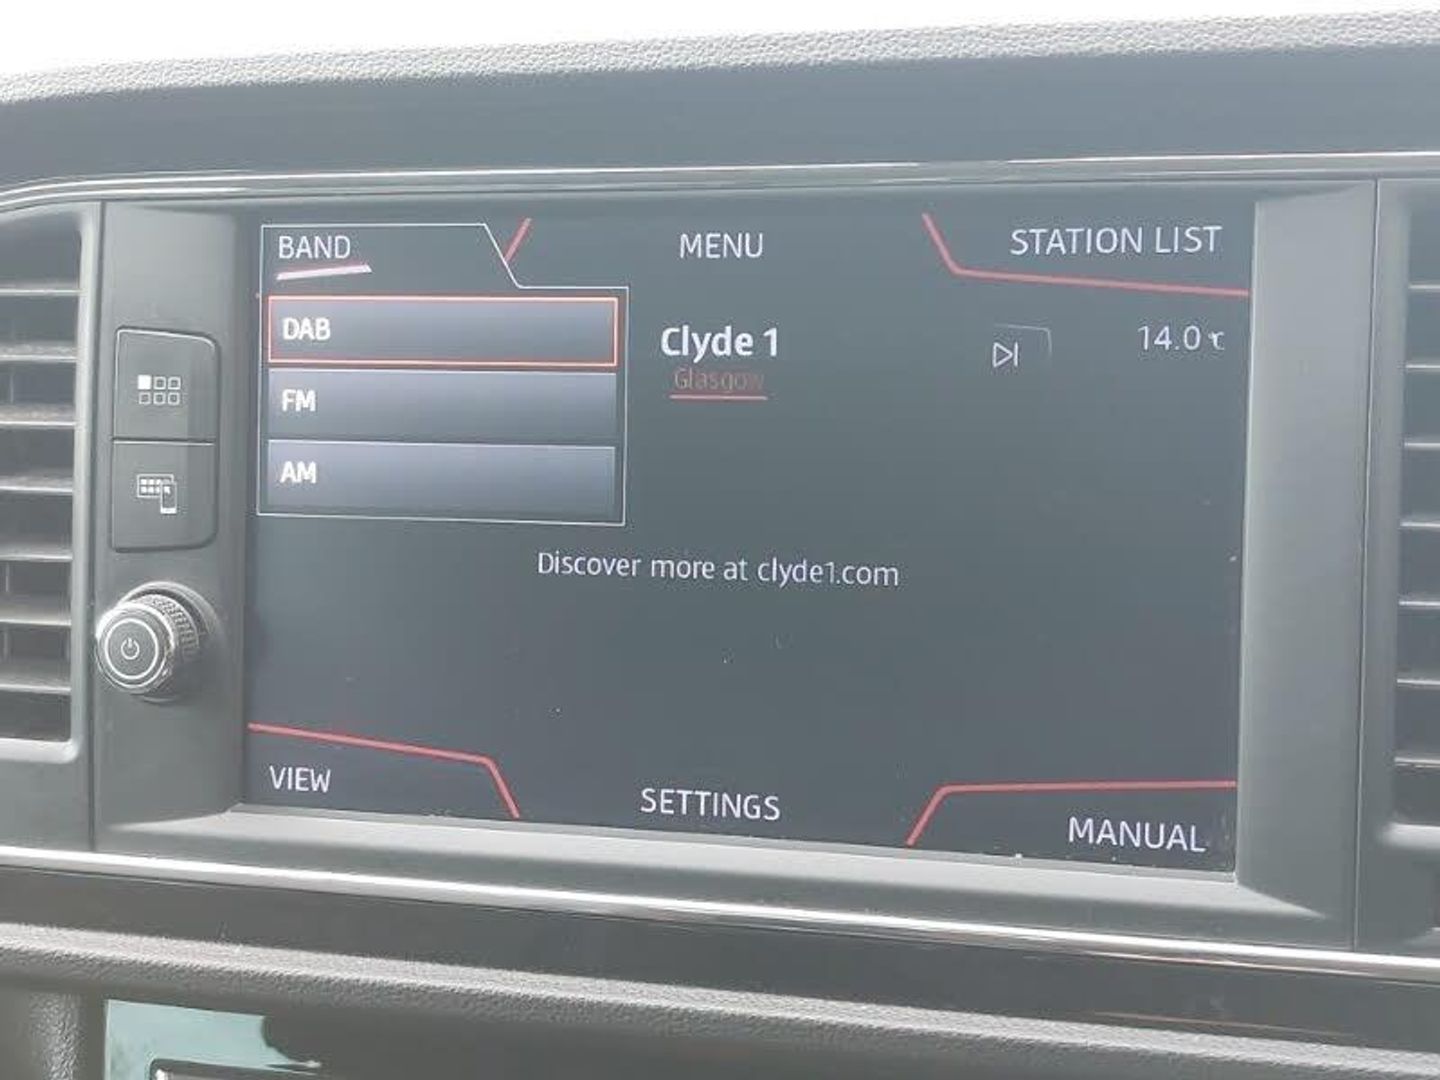 BAND
MENU
STATION LIST
DAB
FM
AM
Clyde 1
Glasgow
14.0 °C
Discover more at clyde1.com
VIEW
SETTINGS
MANUAL